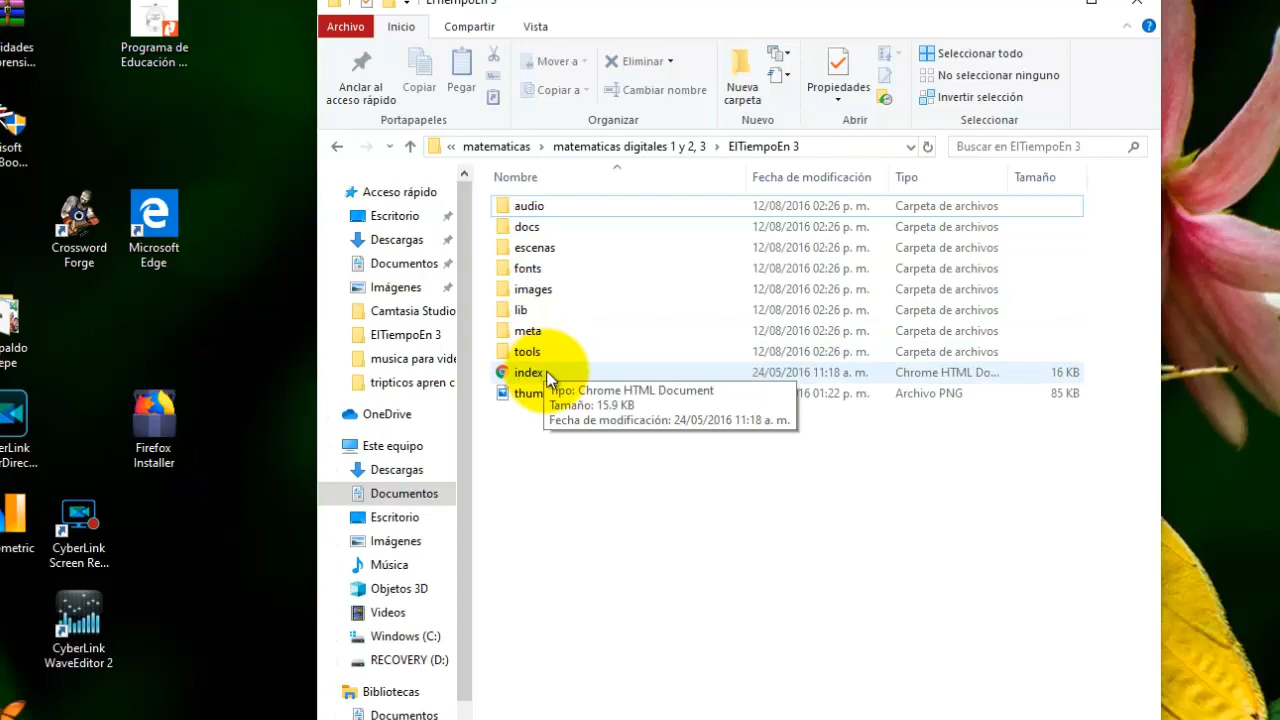 ElTiempoEn 3
Archivo
Inicio
Compartir
Vista
Anclar al
acceso rápido
Copiar
Pegar
Mover a
Copiar a
Eliminar
Cambiar nombre
Nueva
carpeta
Propiedades
Seleccionar todo
No seleccionar ninguno
Invertir selección
Portapapeles
Organizar
Nuevo
Abrir
Seleccionar
« matematicas > matematicas digitales 1 y 2, 3 > ElTiempoEn 3
Buscar en ElTiempoEn 3
Nombre Fecha de modificación Tipo Tamaño
audio 12/08/2016 02:26 p. m. Carpeta de archivos
docs 12/08/2016 02:26 p. m. Carpeta de archivos
escenas 12/08/2016 02:26 p. m. Carpeta de archivos
fonts 12/08/2016 02:26 p. m. Carpeta de archivos
images 12/08/2016 02:26 p. m. Carpeta de archivos
lib 12/08/2016 02:26 p. m. Carpeta de archivos
meta 12/08/2016 02:26 p. m. Carpeta de archivos
tools 12/08/2016 02:26 p. m. Carpeta de archivos
index 24/05/2016 11:18 a. m. Chrome HTML Do... 16 KB
thum 01:22 p. m. Archivo PNG 85 KB
Tipo: Chrome HTML Document
Tamaño: 15.9 KB
Fecha de modificación: 24/05/2016 11:18 a. m.
Acceso rápido
Escritorio
Descargas
Documentos
Imágenes
Camtasia Studio
ElTiempoEn 3
musica para vide
tripticos apren c
OneDrive
Este equipo
Descargas
Documentos
Escritorio
Imágenes
Música
Objetos 3D
Videos
Windows (C:)
RECOVERY (D:)
Bibliotecas
Documentos
Programa de
Educación ...
Crossword
Forge
Microsoft
Edge
Firefox
Installer
CyberLink
Screen Re...
CyberLink
WaveEditor 2